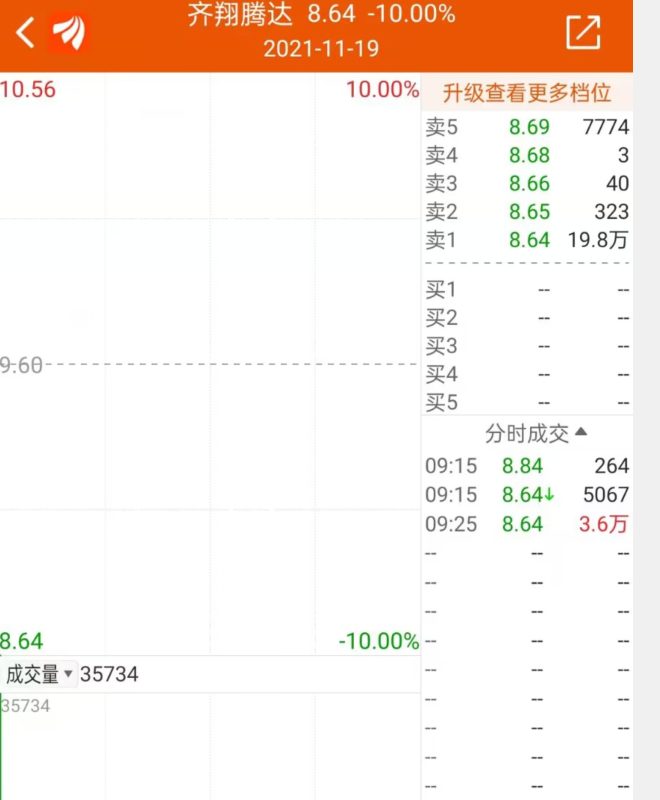 齐翔腾达 8.64 -10.00%
2021-11-19
10.56 10.00%
9.60
8.64 -10.00%
成交量▼35734
35734
升级查看更多档位
卖5 8.69 7774
卖4 8.68 3
卖3 8.66 40
卖2 8.65 323
卖1 8.64 19.8万
买1 -- --
买2 -- --
买3 -- --
买4 -- --
买5 -- --
分时成交▲
09:15 8.84 264
09:15 8.64↓ 5067
09:25 8.64 3.6万
-- -- --
-- -- --
-- -- --
-- -- --
-- -- --
-- -- --
-- -- --
-- -- --
-- -- --